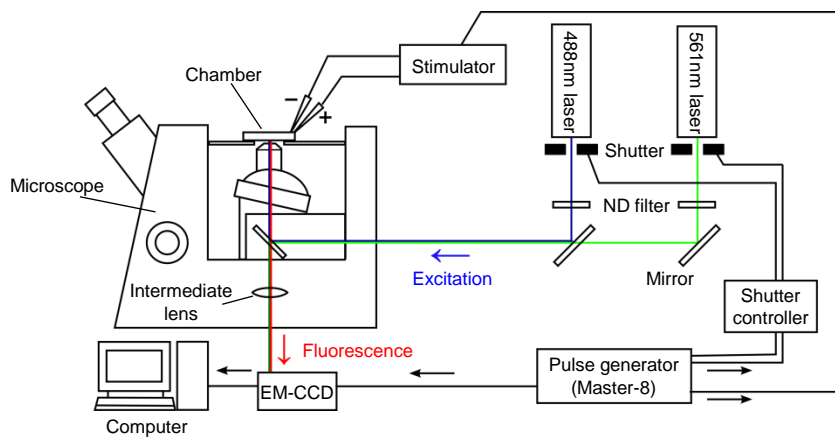 488nm laser
561nm laser
Stimulator
Chamber
−
+
Shutter
Microscope
ND filter
Mirror
Excitation
Intermediate
lens
Shutter
controller
Fluorescence
Pulse generator
(Master-8)
EM-CCD
Computer